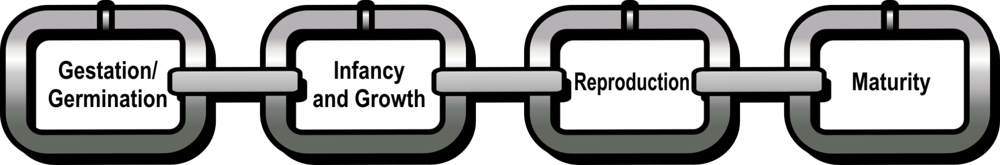 Gestation/
Germination
Infancy
and Growth
Reproduction
Maturity